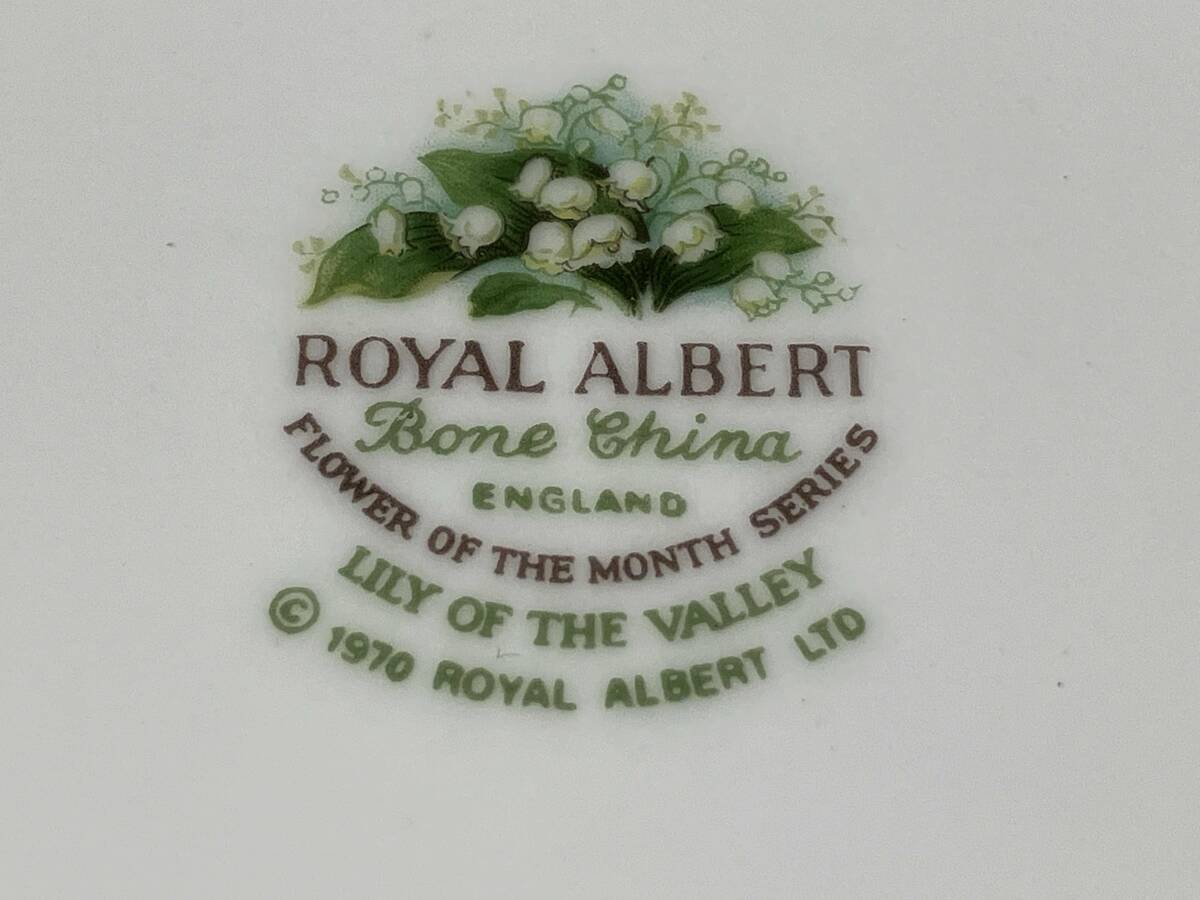 ROYAL ALBERT
Bone China
ENGLAND
FLOWER OF THE MONTH SERIES
LILY OF THE VALLEY
© 1970 ROYAL ALBERT LTD